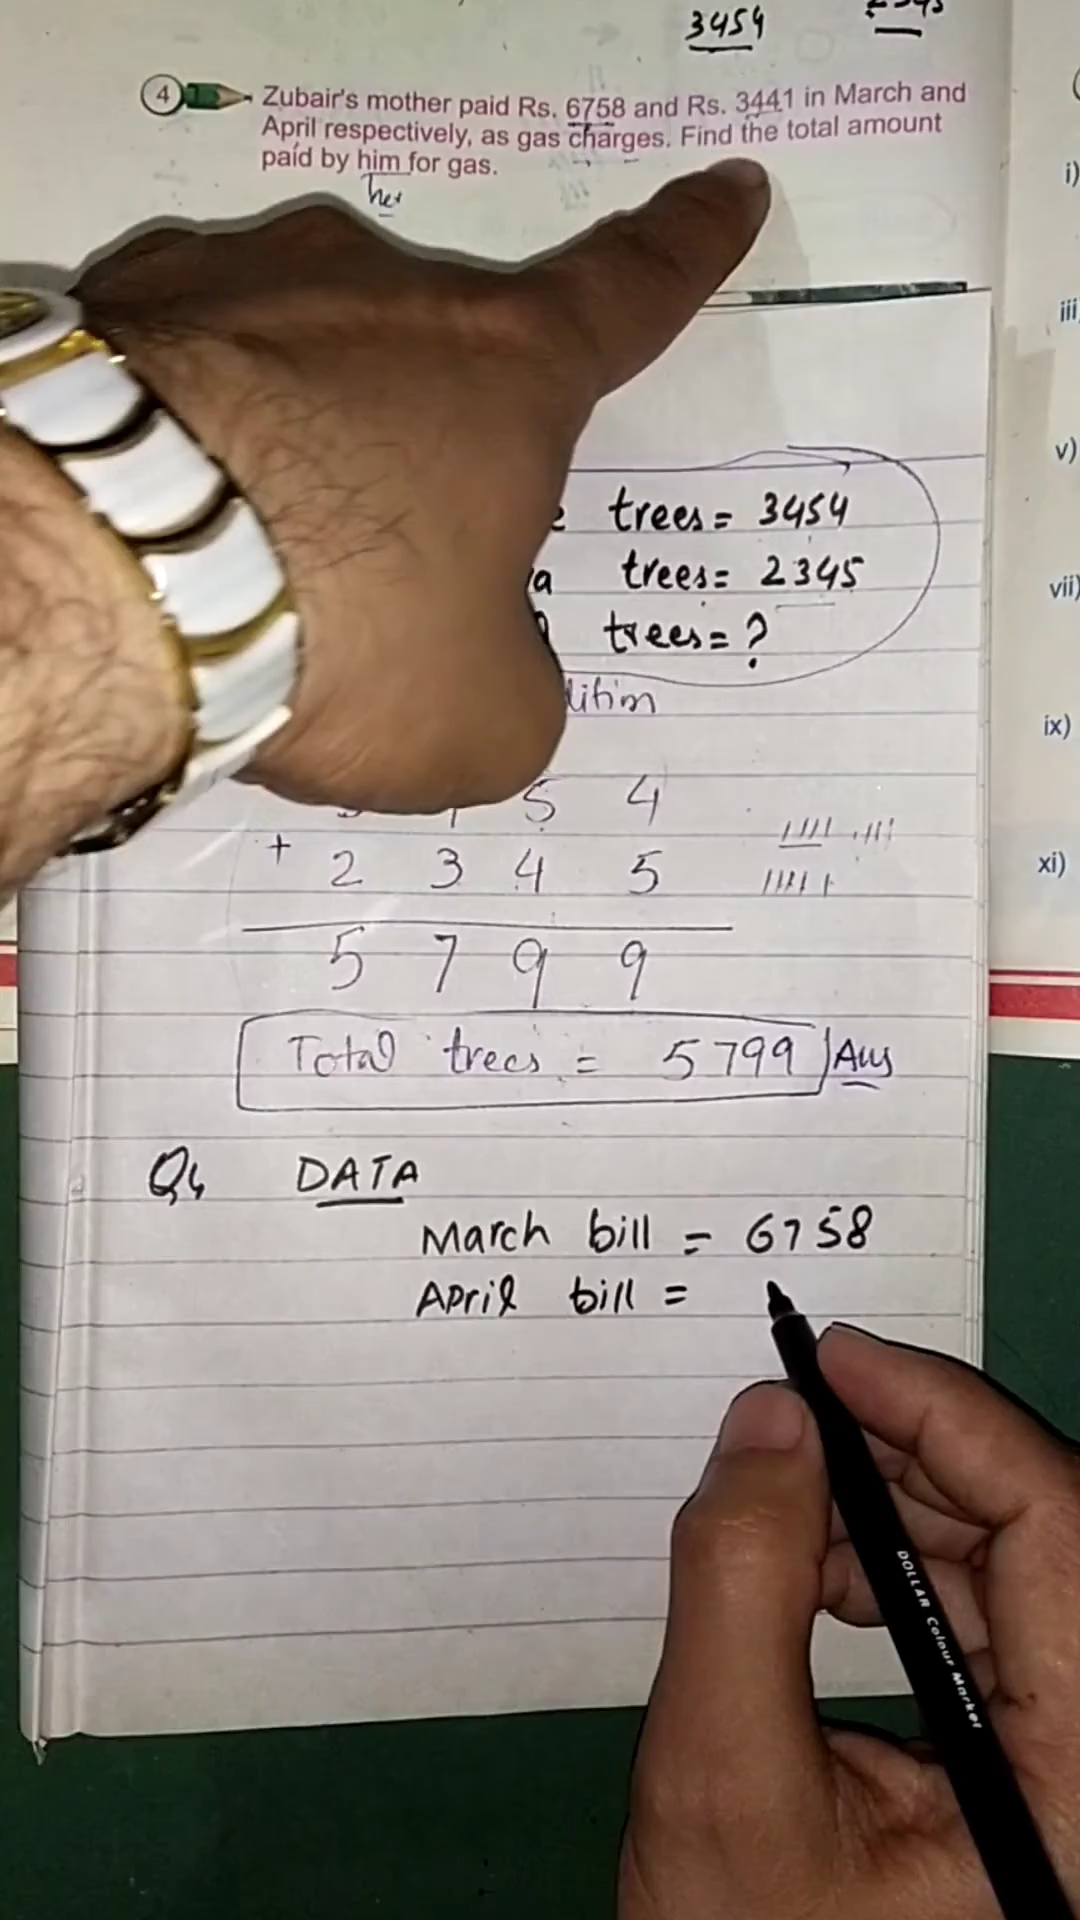 3454
4 Zubair's mother paid Rs. 6758 and Rs. 3441 in March and
April respectively, as gas charges. Find the total amount
paid by him for gas.
her
i)
iii
v)
vii)
ix)
xi)
trees = 3454
trees = 2345
trees = ?
5 4
+ 2 3 4 5
5 7 9 9
Total trees = 5799 Ans
Q4 DATA
March bill = 6758
April bill =
DOLLAR Colour Marker